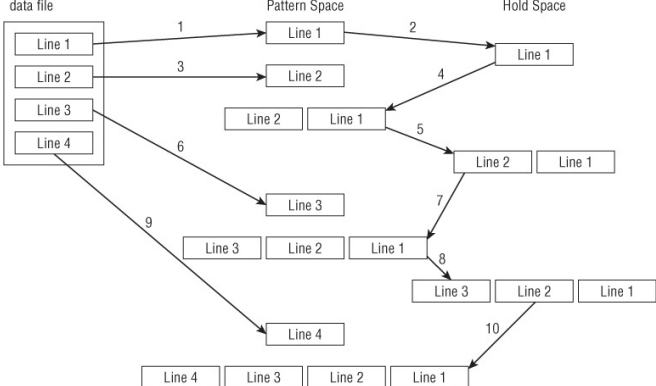 data file Pattern Space Hold Space
1
Line 1 Line 1 2
Line 1
3
Line 2 Line 2 4
Line 3
Line 2 Line 1
5
Line 4 6
Line 2 Line 1
Line 3 7
9
Line 3 Line 2 Line 1
8
Line 3 Line 2 Line 1
Line 4 10
Line 4 Line 3 Line 2 Line 1